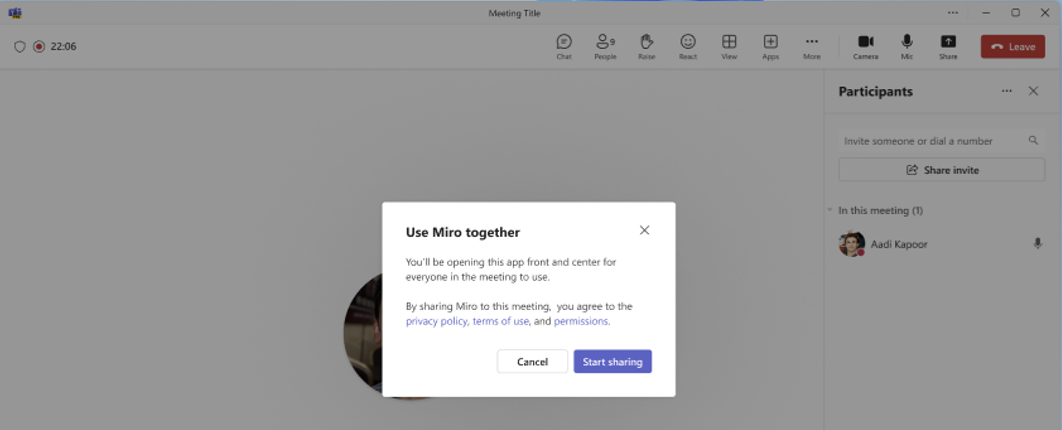 Meeting Title
22:06
Chat
People
9
Raise
React
View
Apps
More
Camera
Mic
Share
Leave
Participants
Invite someone or dial a number
Share invite
In this meeting (1)
Aadi Kapoor
Use Miro together
You'll be opening this app front and center for
everyone in the meeting to use.
By sharing Miro to this meeting, you agree to the
privacy policy, terms of use, and permissions.
Cancel
Start sharing